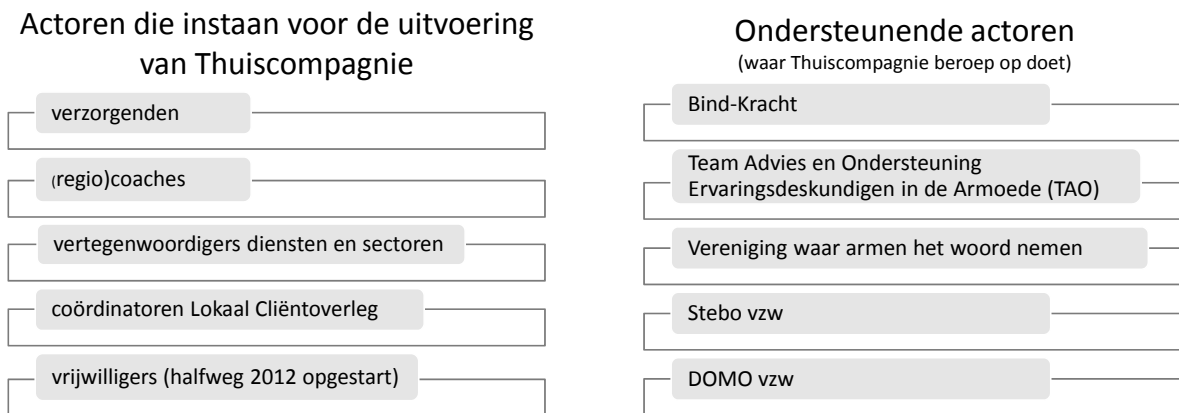 Actoren die instaan voor de uitvoering
van Thuiscompagnie
verzorgenden
(regio)coaches
vertegenwoordigers diensten en sectoren
coördinatoren Lokaal Cliëntoverleg
vrijwilligers (halfweg 2012 opgestart)
Ondersteunende actoren
(waar Thuiscompagnie beroep op doet)
Bind-Kracht
Team Advies en Ondersteuning
Ervaringsdeskundigen in de Armoede (TAO)
Vereniging waar armen het woord nemen
Stebo vzw
DOMO vzw